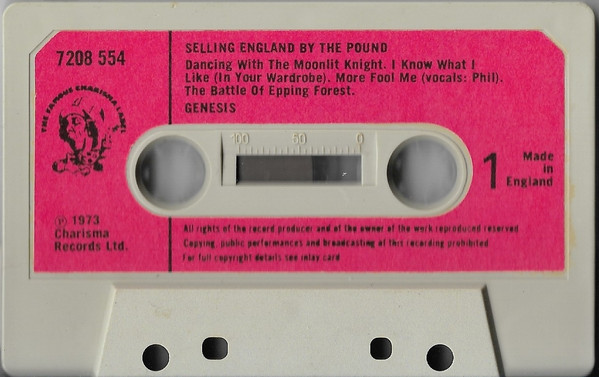 7208 554
SELLING ENGLAND BY THE POUND
Dancing With The Moonlit Knight. I Know What I
Like (In Your Wardrobe). More Fool Me (vocals: Phil).
The Battle Of Epping Forest.
GENESIS
THE FAMOUS CHARISMA LABEL
100 50 0
1
Made
in
England
℗ 1973
Charisma
Records Ltd.
All rights of the record producer and of the owner of the work reproduced reserved
Copying, public performances and broadcasting of this recording prohibited
For full copyright details see inlay card